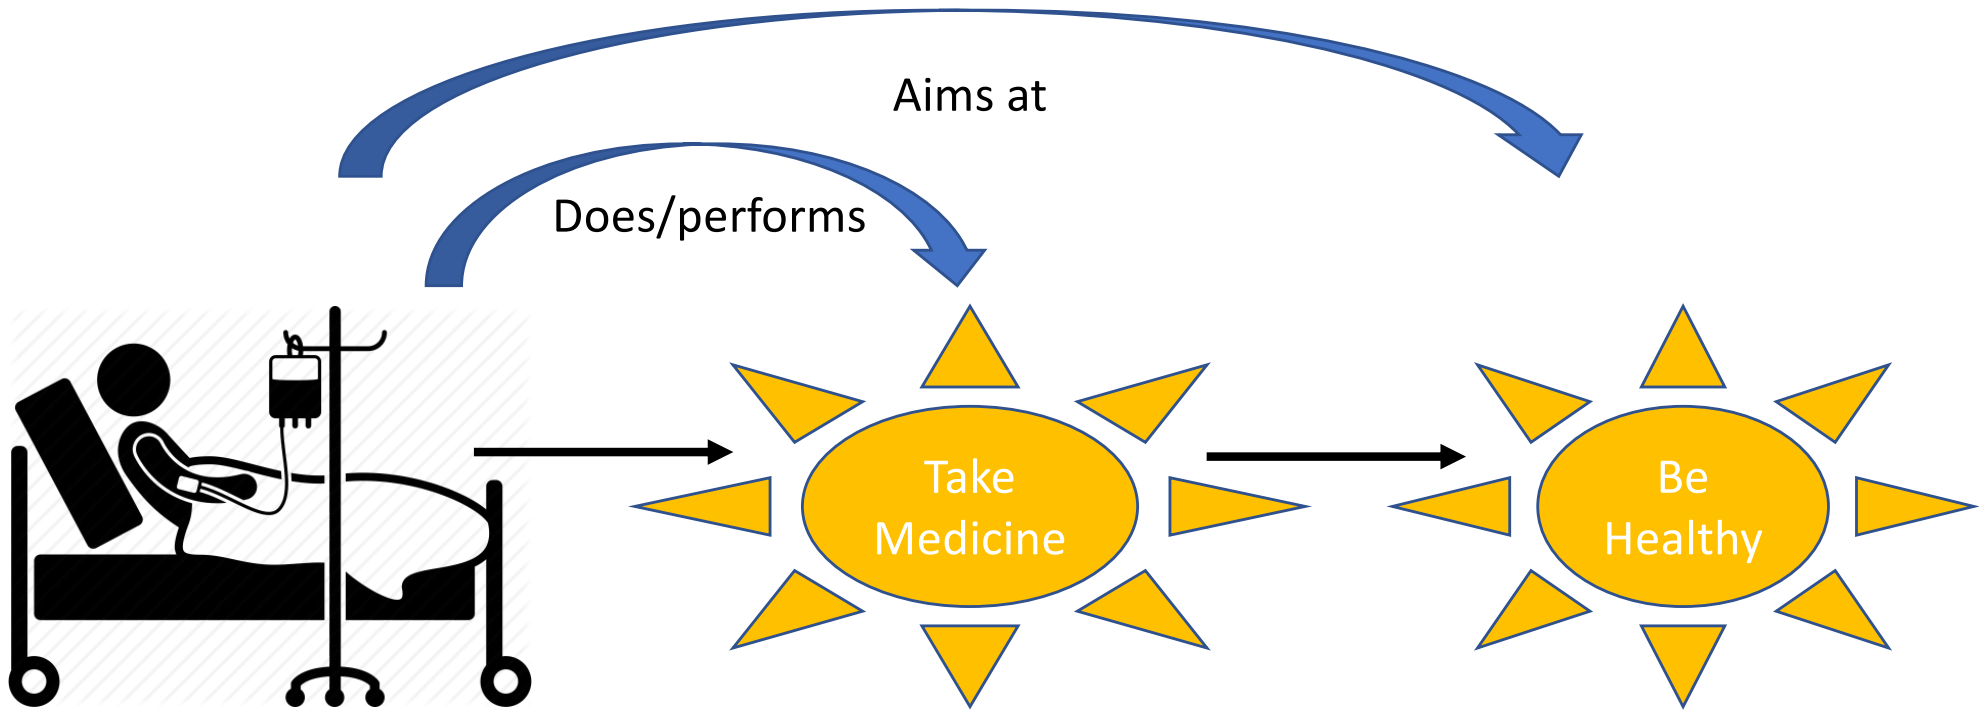 Aims at
Does/performs
Take
Medicine
Be
Healthy